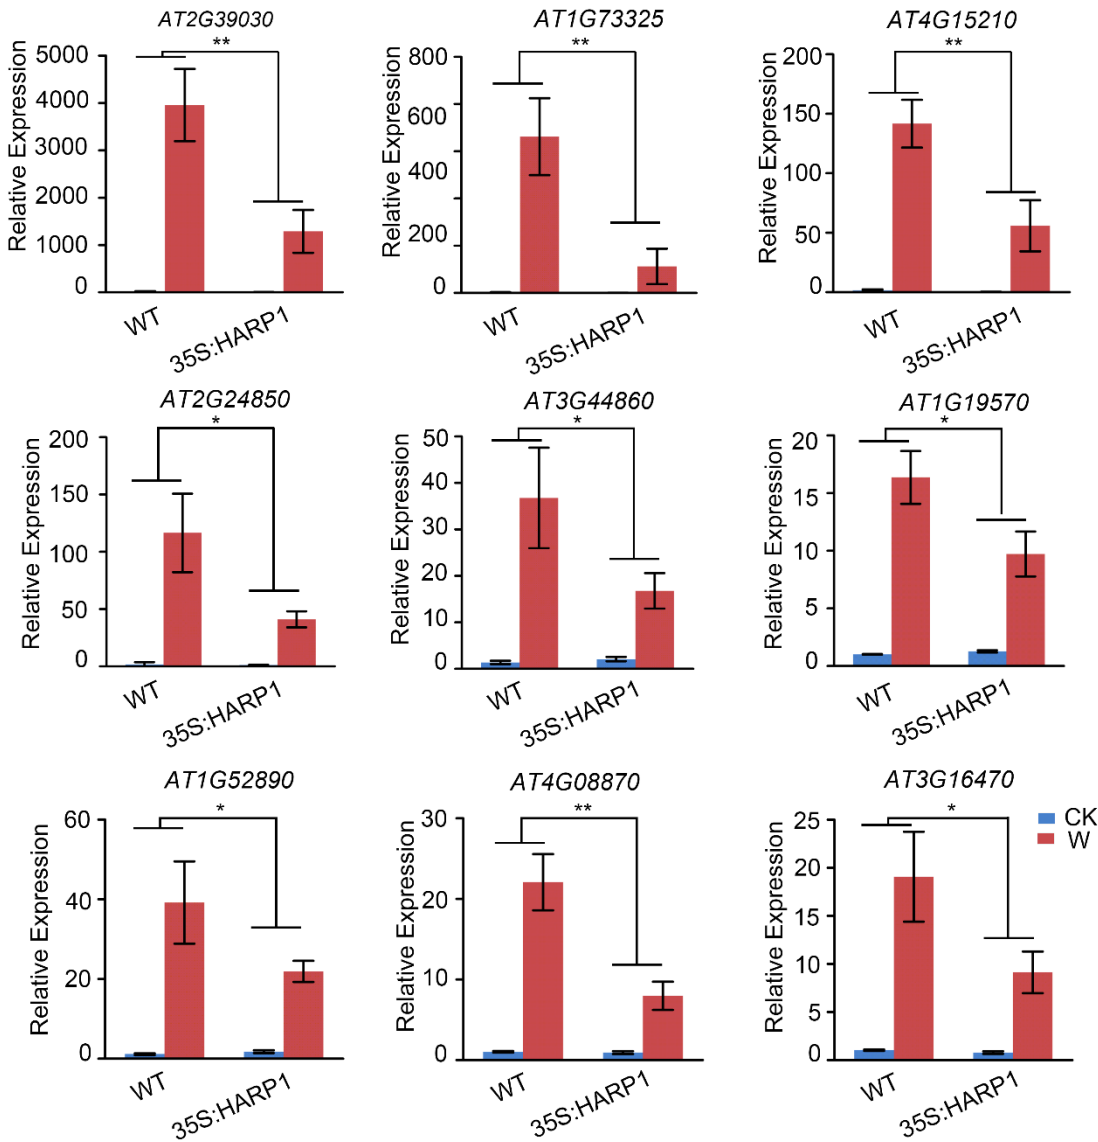 AT2G39030
**
Relative Expression
5000
4000
3000
2000
1000
0
WT
35S:HARP1
AT1G73325
**
Relative Expression
800
600
400
200
0
WT
35S:HARP1
AT4G15210
**
Relative Expression
200
150
100
50
0
WT
35S:HARP1
AT2G24850
*
Relative Expression
200
150
100
50
0
WT
35S:HARP1
AT3G44860
*
Relative Expression
50
40
30
20
10
0
WT
35S:HARP1
AT1G19570
*
Relative Expression
20
15
10
5
0
WT
35S:HARP1
AT1G52890
*
Relative Expression
60
40
20
0
WT
35S:HARP1
AT4G08870
**
Relative Expression
30
20
10
0
WT
35S:HARP1
AT3G16470
*
Relative Expression
25
20
15
10
5
0
WT
35S:HARP1
CK
W